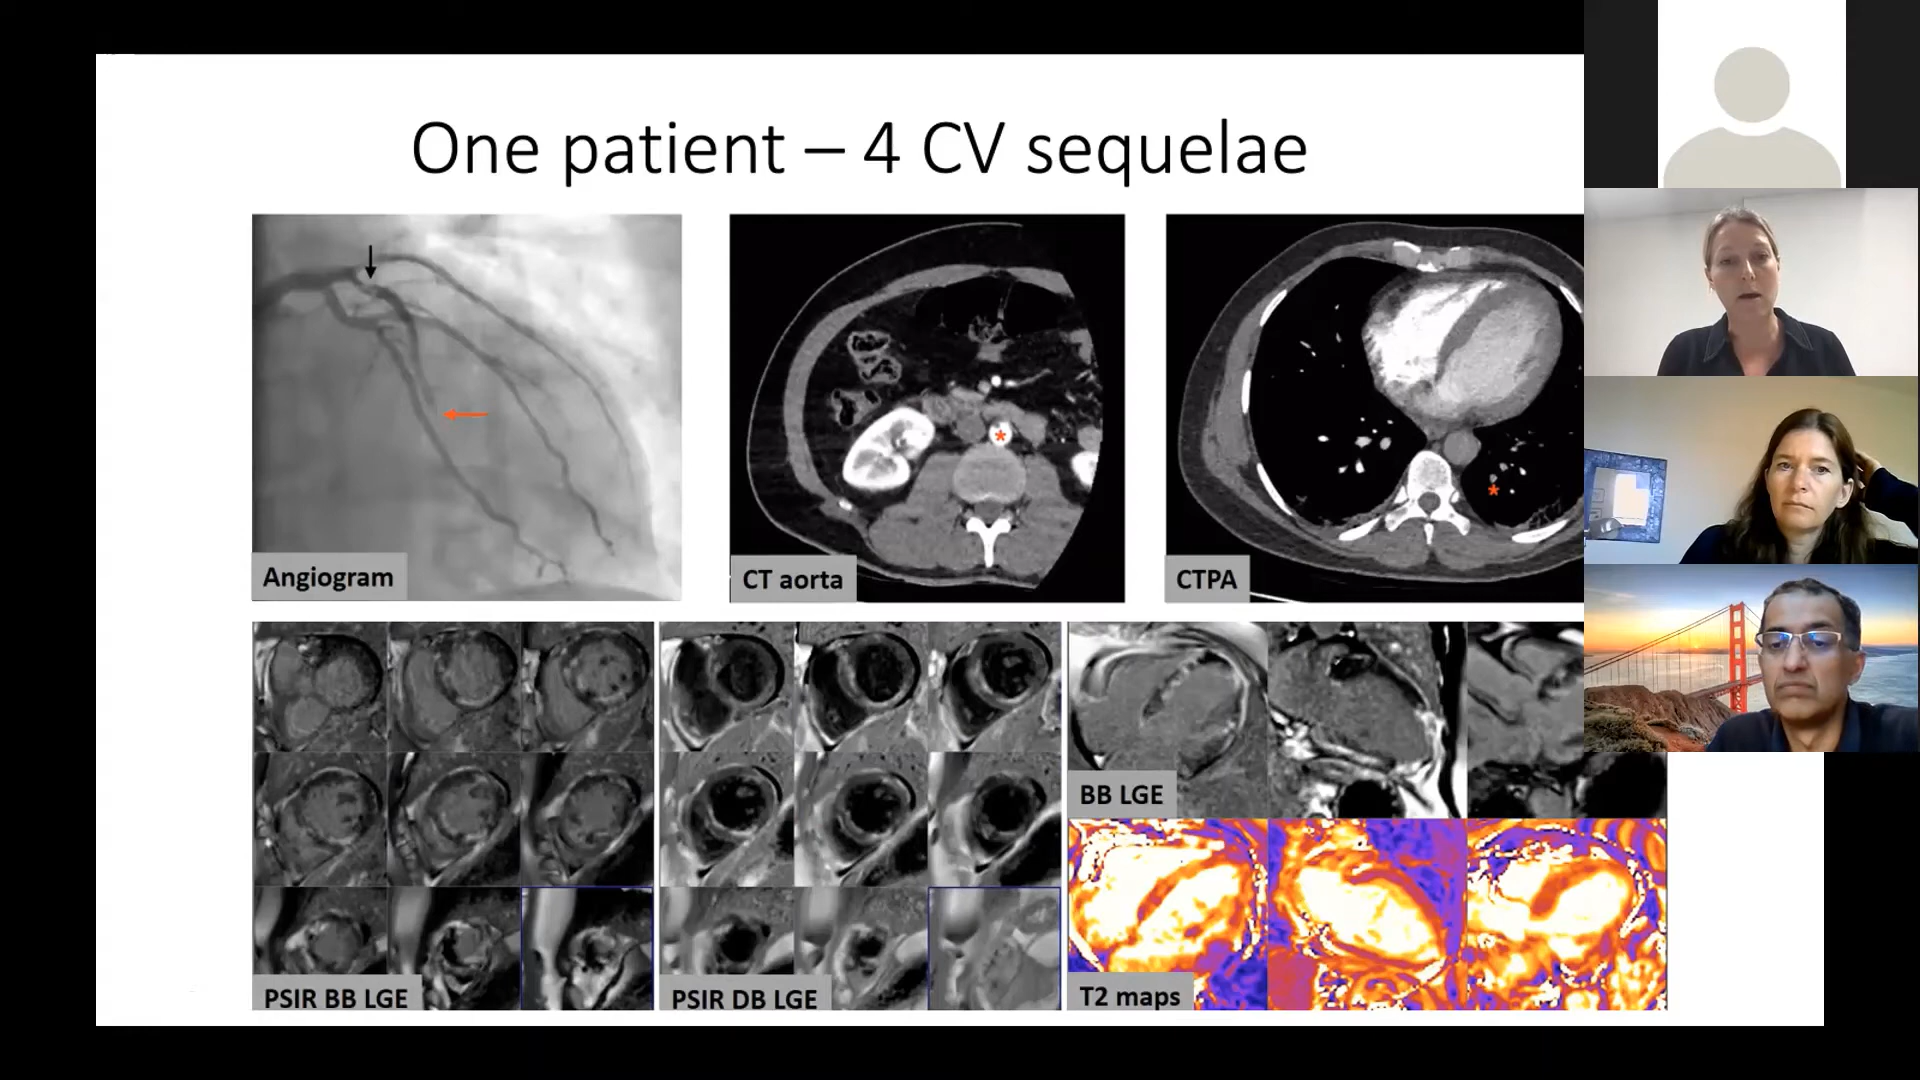 One patient – 4 CV sequelae
Angiogram
CT aorta
*
CTPA
*
PSIR BB LGE
PSIR DB LGE
BB LGE
T2 maps